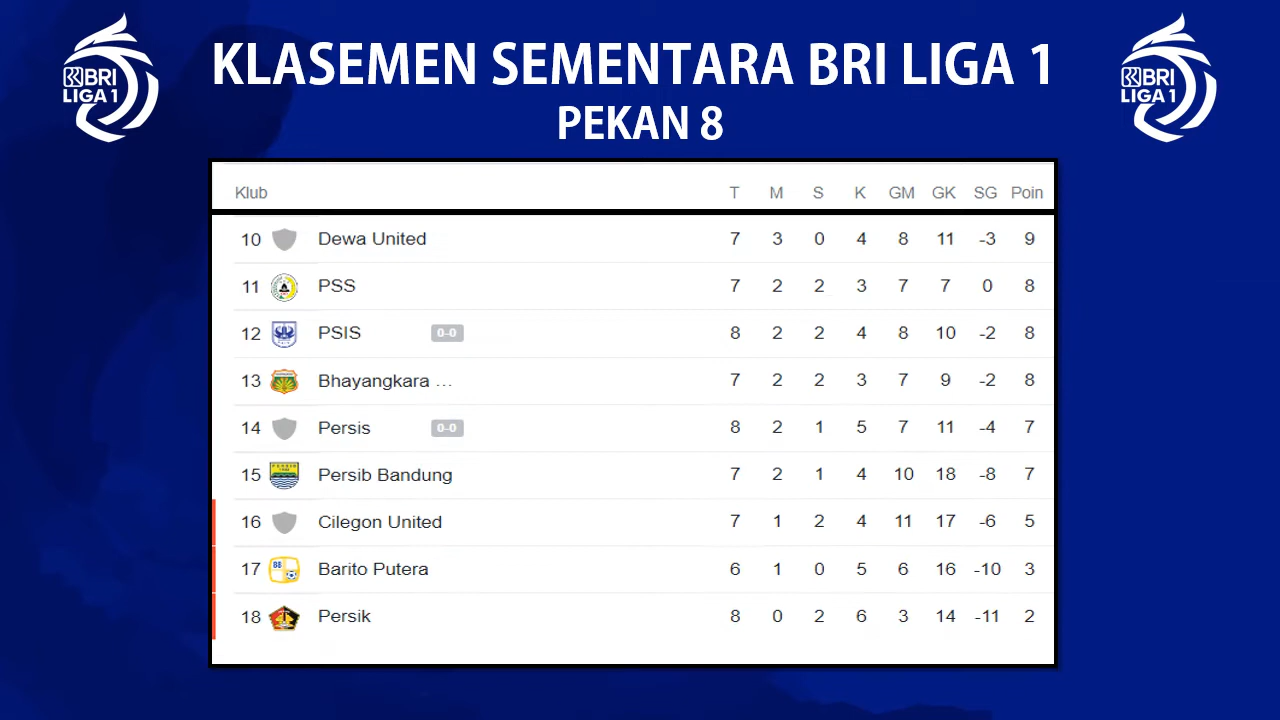 BRI
LIGA 1
KLASEMEN SEMENTARA BRI LIGA 1
PEKAN 8
BRI
LIGA 1
Klub T M S K GM GK SG Poin
10 Dewa United 7 3 0 4 8 11 -3 9
11 PSS 7 2 2 3 7 7 0 8
12 PSIS 0-0 8 2 2 4 8 10 -2 8
13 Bhayangkara ... 7 2 2 3 7 9 -2 8
14 Persis 0-0 8 2 1 5 7 11 -4 7
15 Persib Bandung 7 2 1 4 10 18 -8 7
16 Cilegon United 7 1 2 4 11 17 -6 5
17 88 Barito Putera 6 1 0 5 6 16 -10 3
18 Persik 8 0 2 6 3 14 -11 2